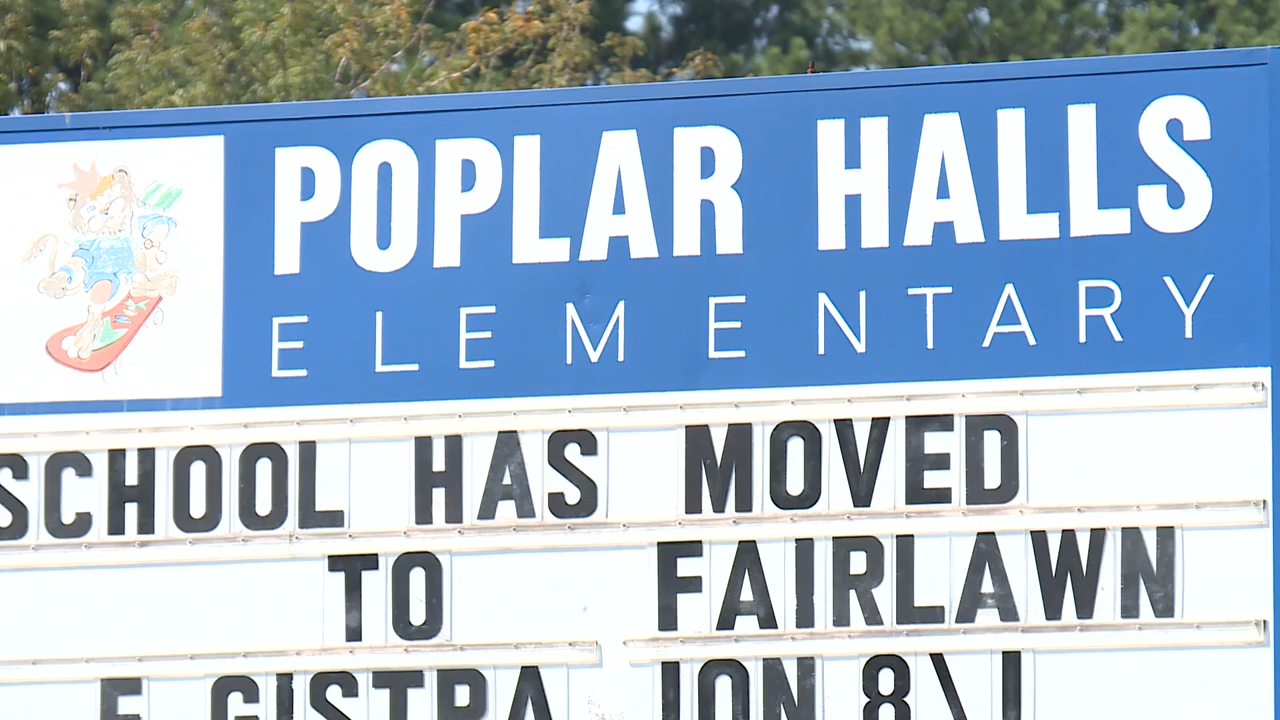 POPLAR HALLS
ELEMENTARY
SCHOOL HAS MOVED
TO FAIRLAWN